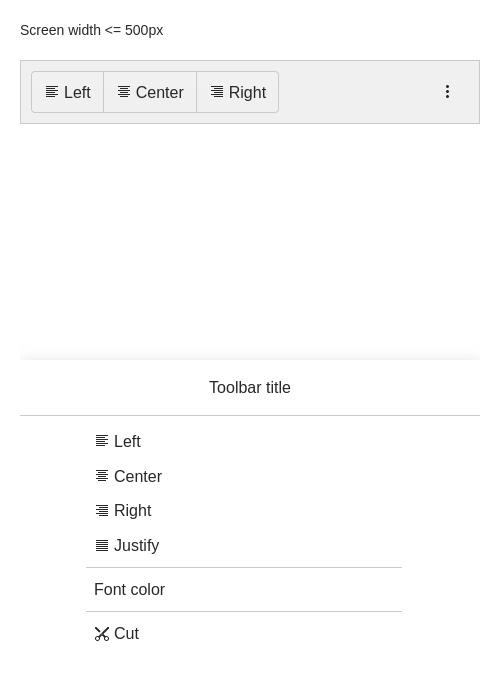 Screen width <= 500px
Left Center Right
Toolbar title
Left
Center
Right
Justify
Font color
Cut